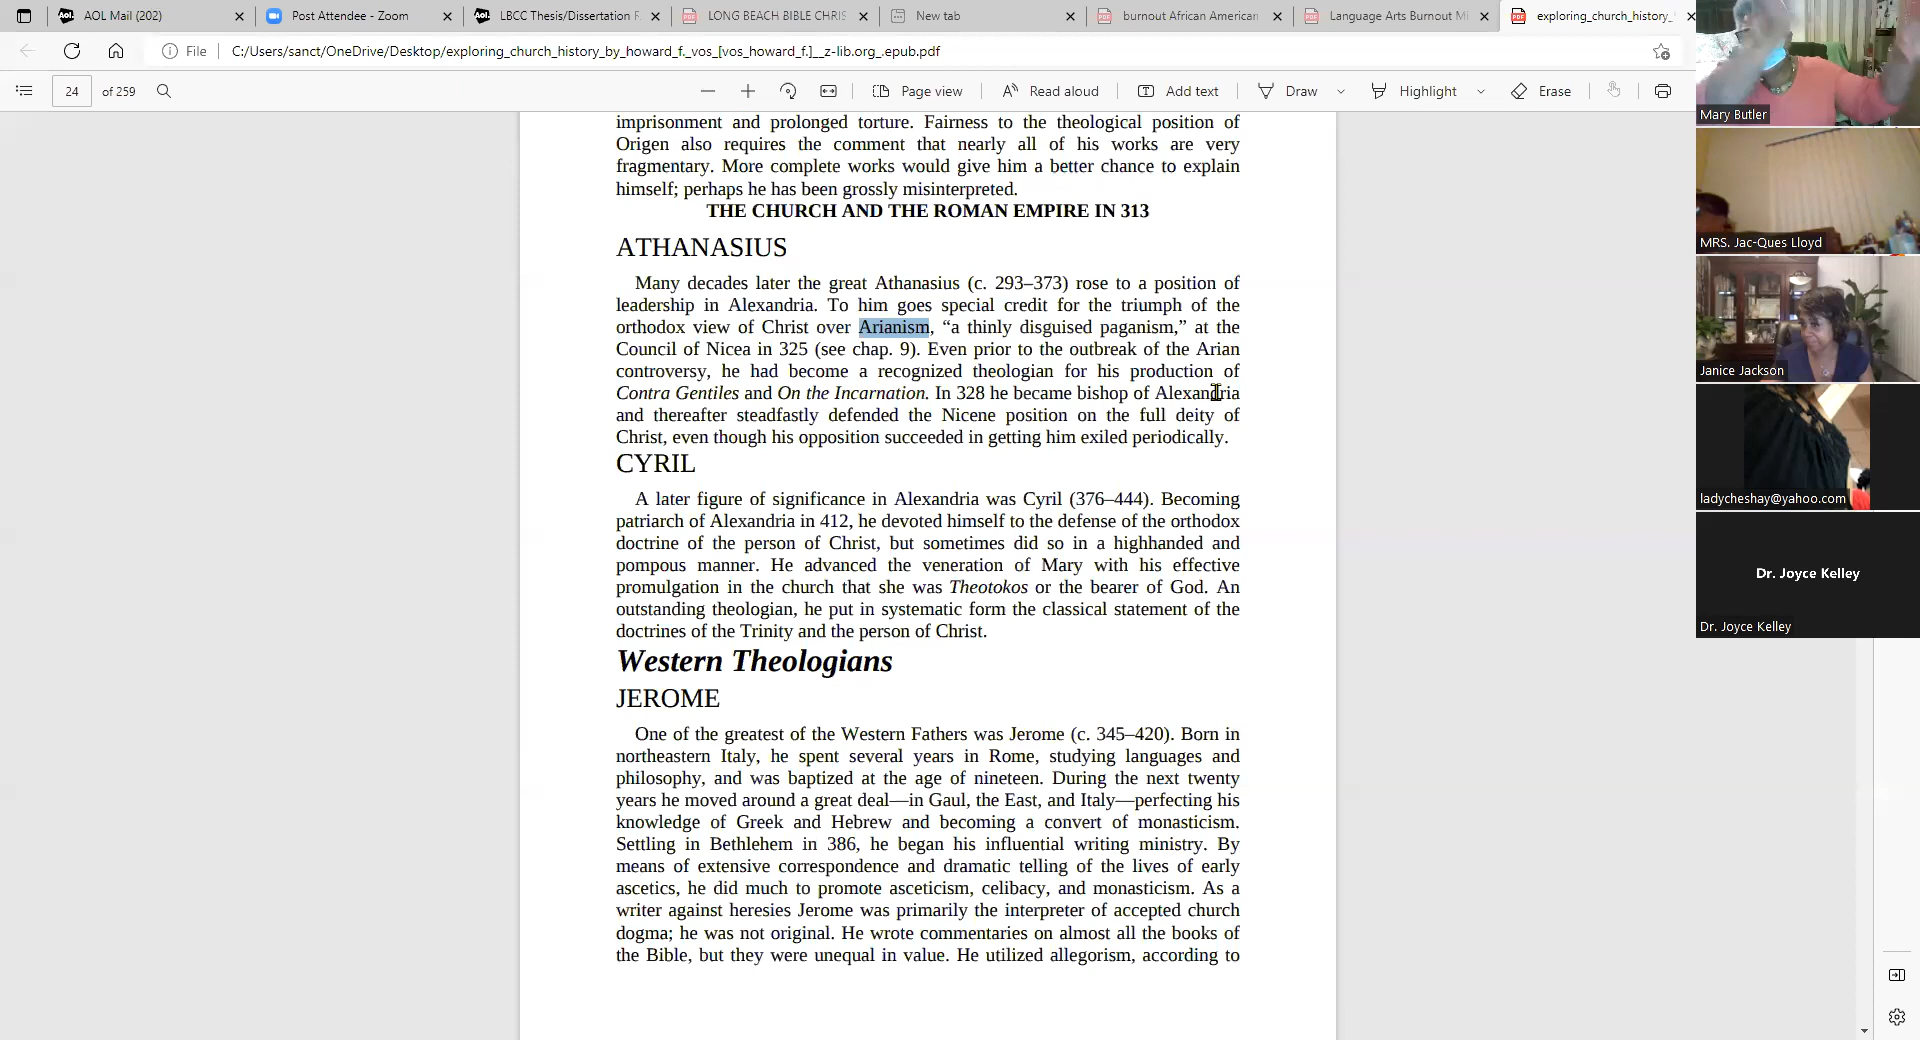 AOL Mail (202)
Post Attendee - Zoom
LBCC Thesis/Dissertation
LONG BEACH BIBLE CHRIS
New tab
burnout African American
Language Arts Burnout
exploring_church_history_
File
C:/Users/sanct/OneDrive/Desktop/exploring_church_history_by_howard_f._vos_[vos_howard_f.]__z-lib.org_.epub.pdf
24 of 259
Page view
Read aloud
Add text
Draw
Highlight
Erase
imprisonment and prolonged torture. Fairness to the theological position of
Origen also requires the comment that nearly all of his works are very
fragmentary. More complete works would give him a better chance to explain
himself; perhaps he has been grossly misinterpreted.
THE CHURCH AND THE ROMAN EMPIRE IN 313
ATHANASIUS
Many decades later the great Athanasius (c. 293–373) rose to a position of
leadership in Alexandria. To him goes special credit for the triumph of the
orthodox view of Christ over Arianism, “a thinly disguised paganism,” at the
Council of Nicea in 325 (see chap. 9). Even prior to the outbreak of the Arian
controversy, he had become a recognized theologian for his production of
Contra Gentiles and On the Incarnation. In 328 he became bishop of Alexandria
and thereafter steadfastly defended the Nicene position on the full deity of
Christ, even though his opposition succeeded in getting him exiled periodically.
CYRIL
A later figure of significance in Alexandria was Cyril (376–444). Becoming
patriarch of Alexandria in 412, he devoted himself to the defense of the orthodox
doctrine of the person of Christ, but sometimes did so in a highhanded and
pompous manner. He advanced the veneration of Mary with his effective
promulgation in the church that she was Theotokos or the bearer of God. An
outstanding theologian, he put in systematic form the classical statement of the
doctrines of the Trinity and the person of Christ.
Western Theologians
JEROME
One of the greatest of the Western Fathers was Jerome (c. 345–420). Born in
northeastern Italy, he spent several years in Rome, studying languages and
philosophy, and was baptized at the age of nineteen. During the next twenty
years he moved around a great deal—in Gaul, the East, and Italy—perfecting his
knowledge of Greek and Hebrew and becoming a convert of monasticism.
Settling in Bethlehem in 386, he began his influential writing ministry. By
means of extensive correspondence and dramatic telling of the lives of early
ascetics, he did much to promote asceticism, celibacy, and monasticism. As a
writer against heresies Jerome was primarily the interpreter of accepted church
dogma; he was not original. He wrote commentaries on almost all the books of
the Bible, but they were unequal in value. He utilized allegorism, according to
Mary Butler
MRS. Jac-Ques Lloyd
Janice Jackson
ladycheshay@yahoo.com
Dr. Joyce Kelley
Dr. Joyce Kelley